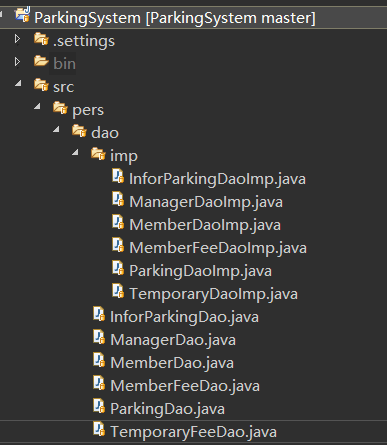 ParkingSystem [ParkingSystem master]
.settings
bin
src
pers
dao
imp
InforParkingDaoImp.java
ManagerDaoImp.java
MemberDaoImp.java
MemberFeeDaoImp.java
ParkingDaoImp.java
TemporaryDaoImp.java
InforParkingDao.java
ManagerDao.java
MemberDao.java
MemberFeeDao.java
ParkingDao.java
TemporaryFeeDao.java